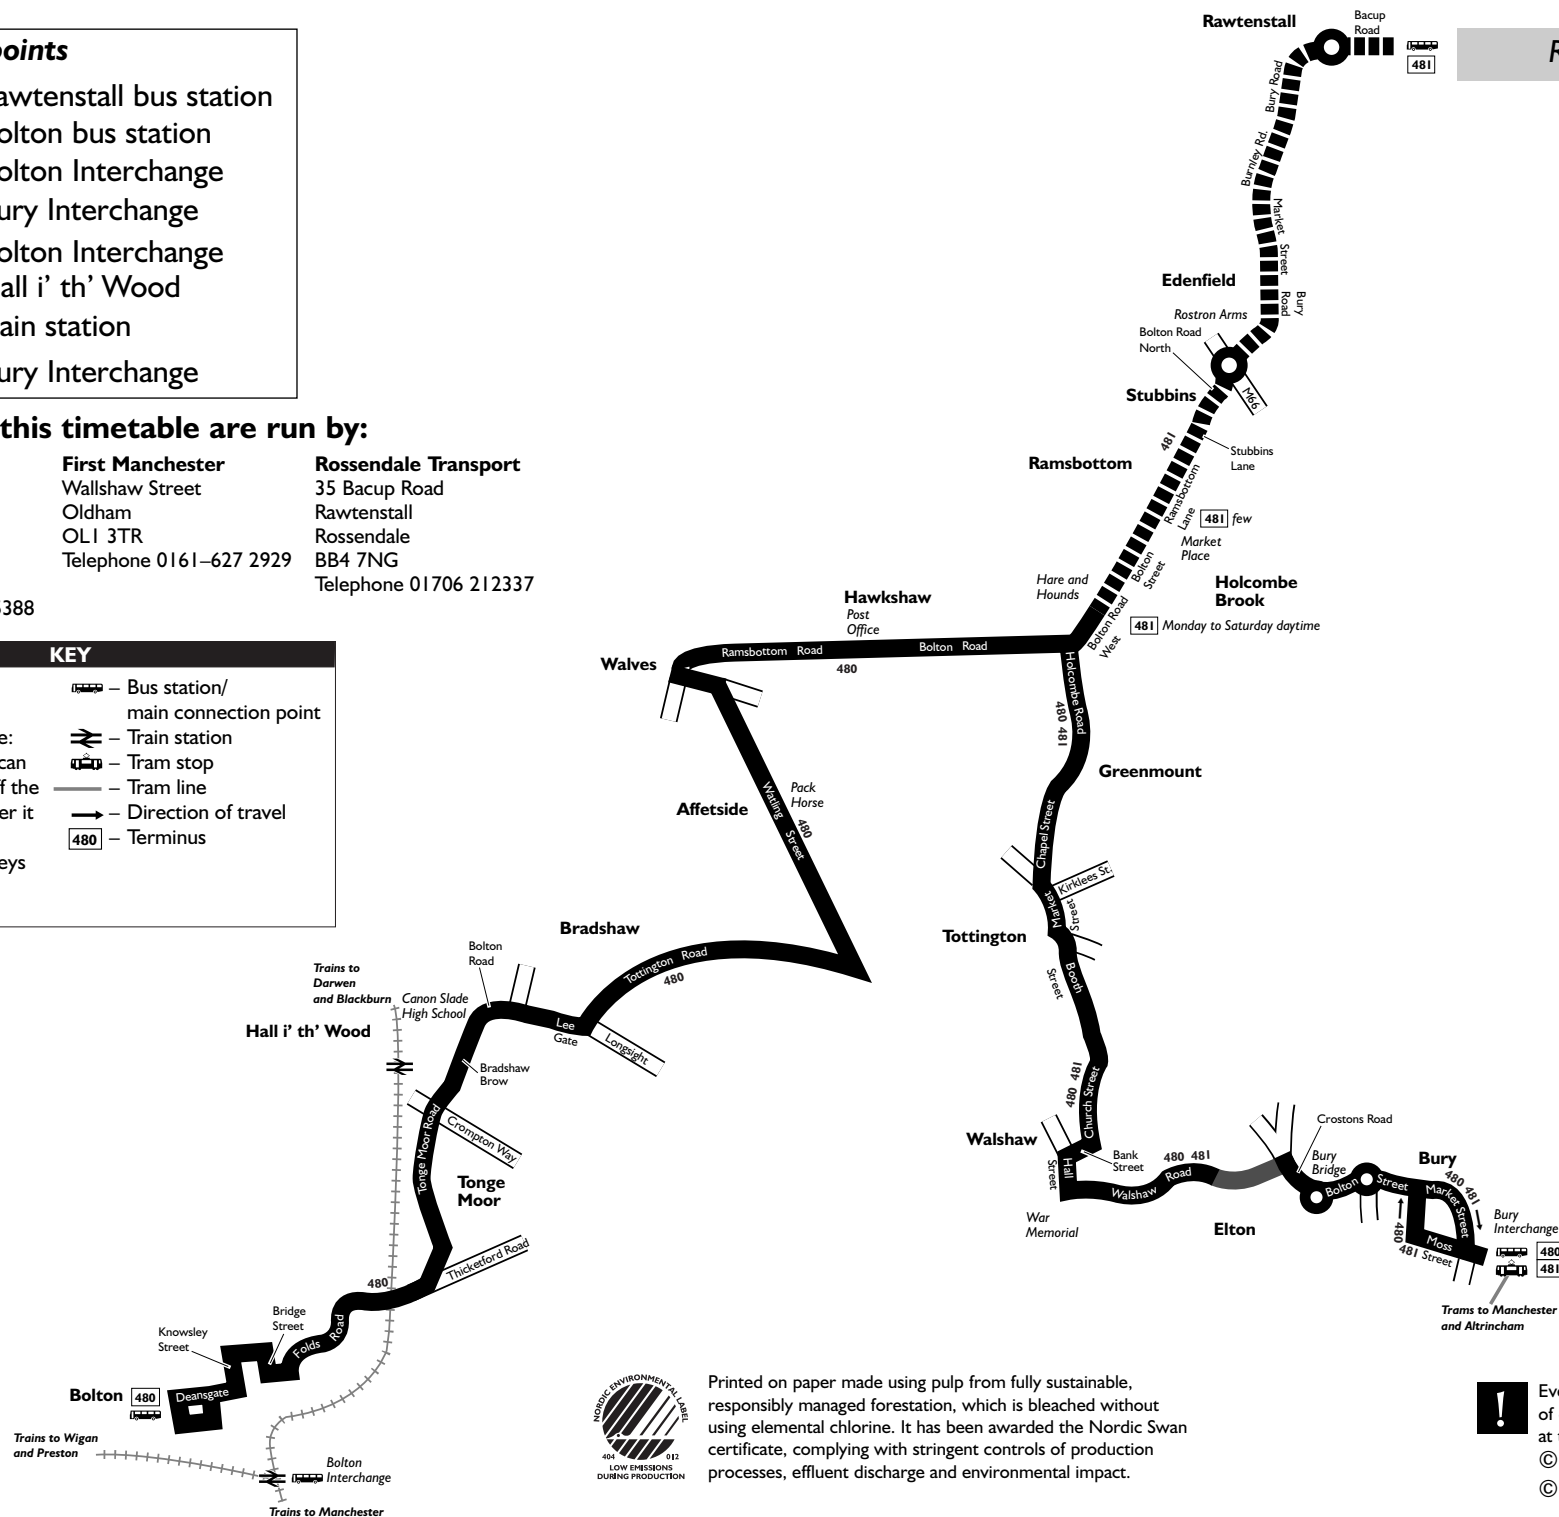 points
awtenstall bus station
olton bus station
olton Interchange
ury Interchange
olton Interchange
all i’ th’ Wood
ain station
ury Interchange
this timetable are run by:
First Manchester
Wallshaw Street
Oldham
OL1 3TR
Telephone 0161–627 2929
Rossendale Transport
35 Bacup Road
Rawtenstall
Rossendale
BB4 7NG
Telephone 01706 212337
5388
KEY
– Bus station/
main connection point
– Train station
– Tram stop
– Tram line
– Direction of travel
480 – Terminus
e:
can
ff the
er it
eys
Rawtenstall
Bacup
Road
481
R
Bury Road
Burnley Rd.
Market Street
Edenfield
Bury
Road
Rostron Arms
Bolton Road
North
M66
Stubbins
481
Stubbins
Lane
Ramsbottom
Ramsbottom
Lane
481 few
Market
Place
Bolton
Street
Hare and
Hounds
Holcombe
Brook
Bolton Road
West
481 Monday to Saturday daytime
Hawkshaw
Post
Office
Walves
Ramsbottom Road
Bolton Road
480
Holcombe Road
480 481
Greenmount
Affetside
Pack
Horse
Watling Street
480
Chapel Street
Kirklees St.
Market
Street
Tottington
Booth
Street
Bradshaw
Tottington Road
480
Bolton
Road
Trains to
Darwen
and Blackburn
Canon Slade
High School
Hall i’ th’ Wood
Lee
Gate
Longsight
Bradshaw
Brow
Crompton Way
Tonge Moor Road
Tonge
Moor
Thicketford Road
480
480 481
Church Street
Walshaw
Bank
Street
Hall
Street
War
Memorial
Walshaw Road
480 481
Elton
Crostons Road
Bury
Bridge
Bolton Street
Bury
480 481
Market Street
Bury
Interchange
480
481
480
481
Moss
Street
Trams to Manchester
and Altrincham
Bridge
Street
Knowsley
Street
Folds Road
Bolton
480
Deansgate
Trains to Wigan
and Preston
Bolton
Interchange
Trains to Manchester
NORDIC ENVIRONMENTAL LABEL
404 012
LOW EMISSIONS
DURING PRODUCTION
Printed on paper made using pulp from fully sustainable,
responsibly managed forestation, which is bleached without
using elemental chlorine. It has been awarded the Nordic Swan
certificate, complying with stringent controls of production
processes, effluent discharge and environmental impact.
!
Eve
of
at t
©
©